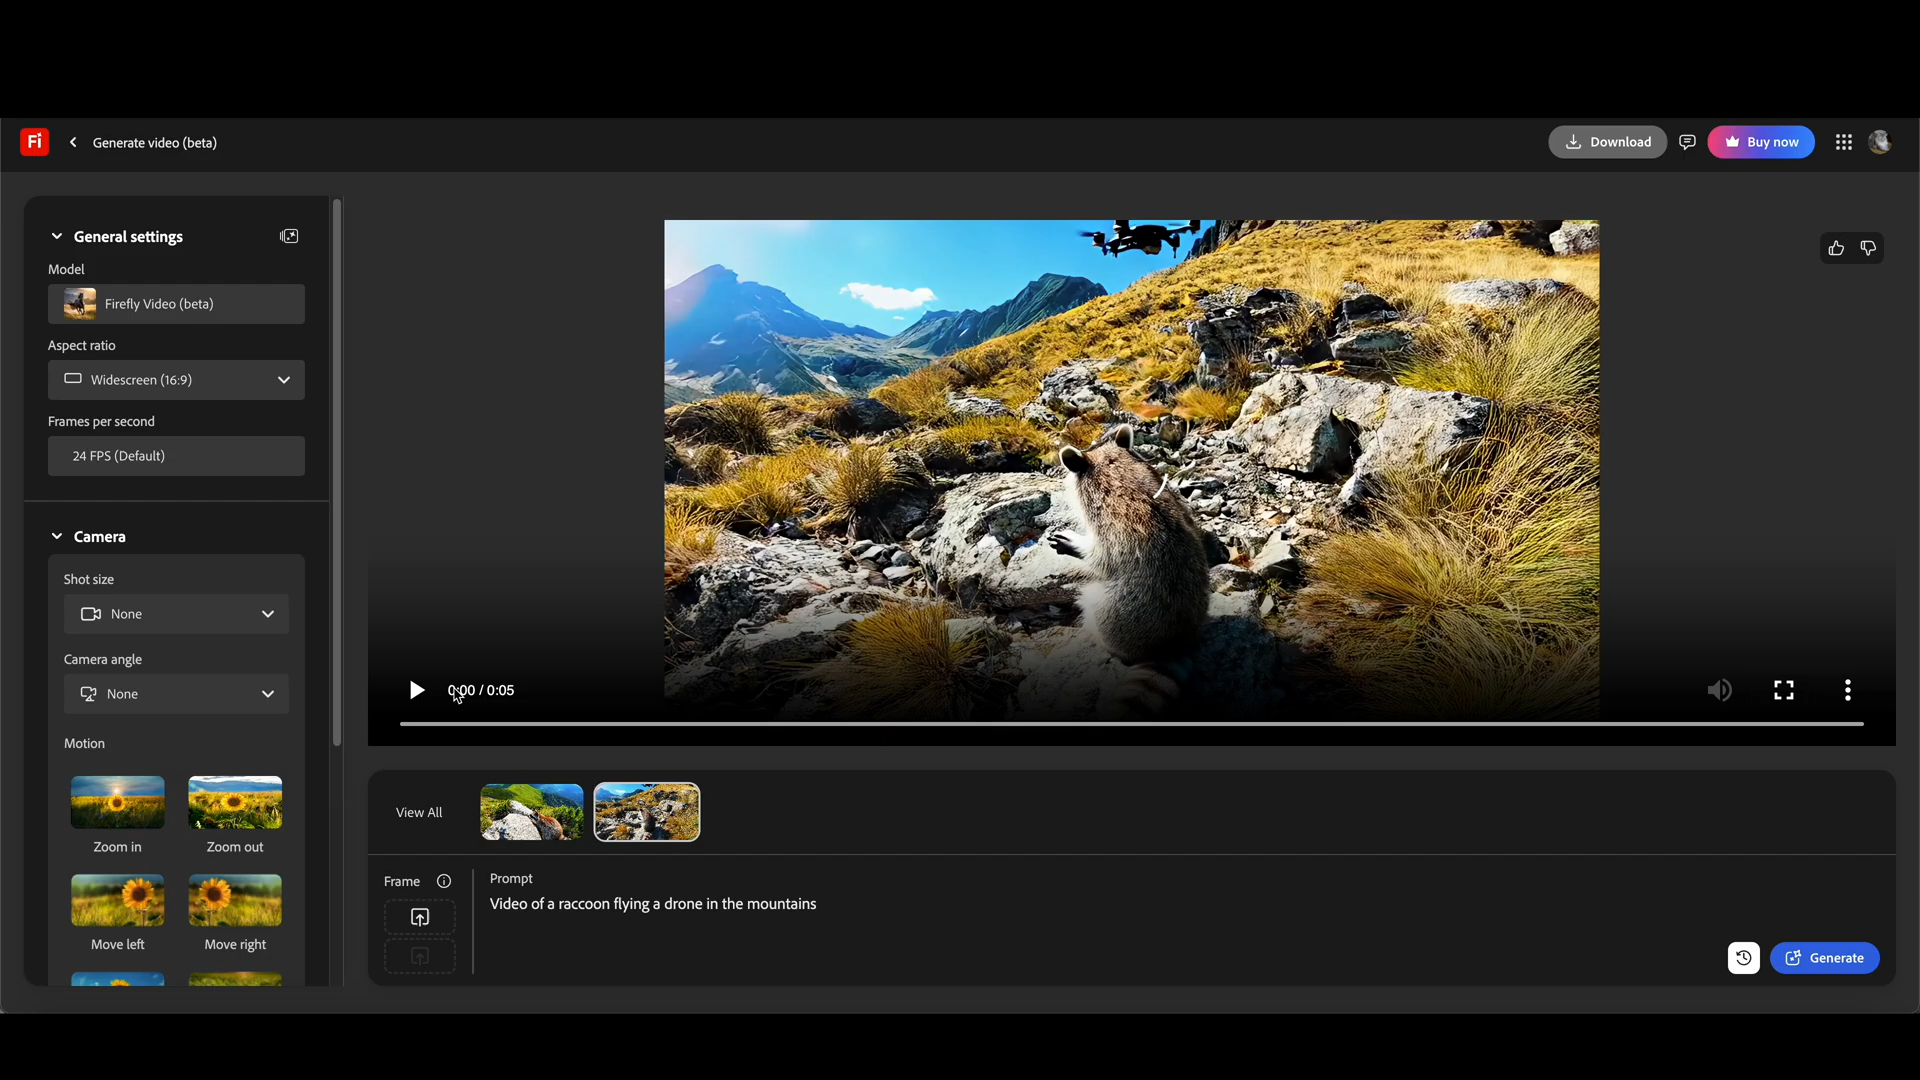 Fi
Generate video (beta)
Download
Buy now
General settings
Model
Firefly Video (beta)
Aspect ratio
Widescreen (16:9)
Frames per second
24 FPS (Default)
Camera
Shot size
None
Camera angle
None
Motion
Zoom in
Zoom out
Move left
Move right
0:00 / 0:05
View All
Frame
Prompt
Video of a raccoon flying a drone in the mountains
Generate